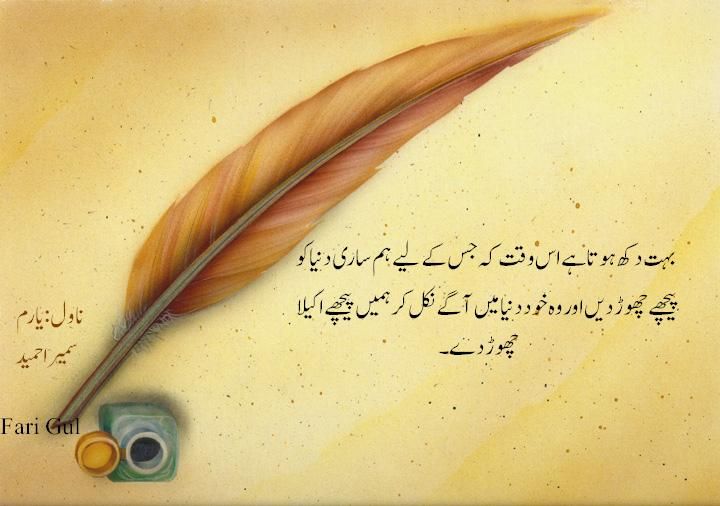 بہت دکھ ہوتا ہے اس وقت کہ جس کے لیے ہم ساری دنیا کو
پیچھے چھوڑ دیں اور وہ خود دنیا میں آگے نکل کر ہمیں پیچھے اکیلا
چھوڑ دے۔
ناول: یارم
سمیرا حمید
Fari Gul